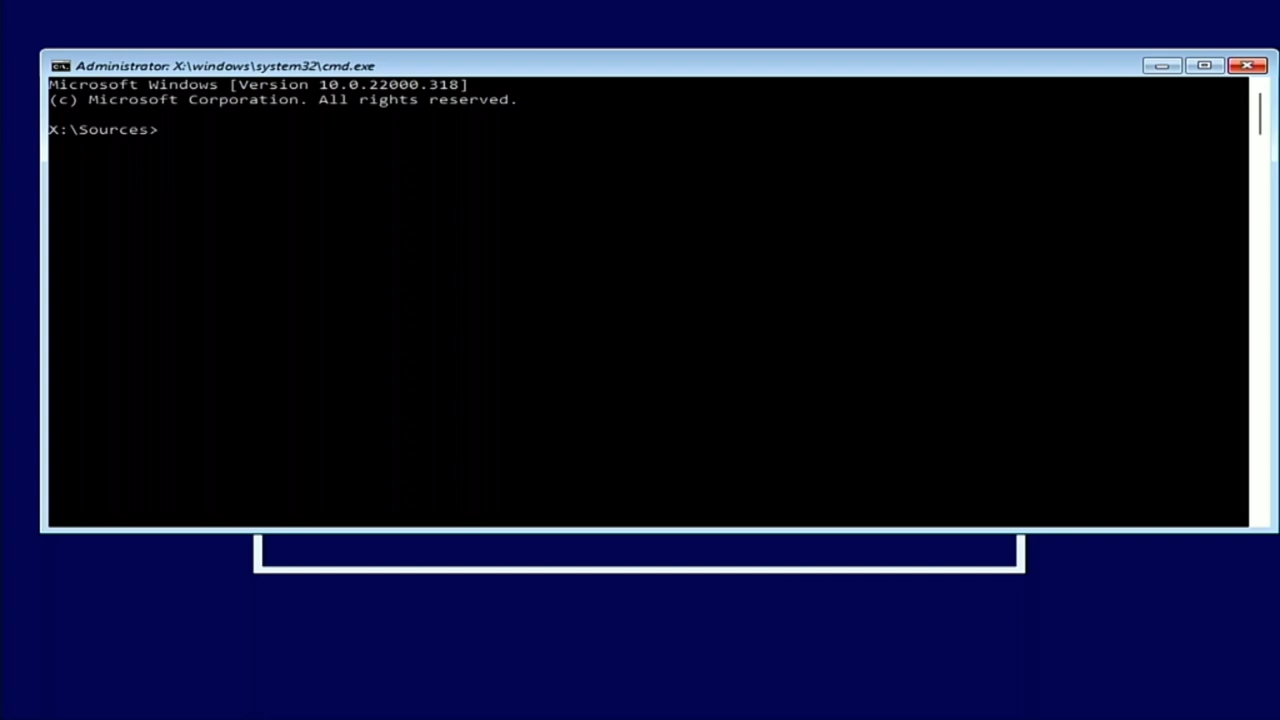 Administrator: X:\windows\system32\cmd.exe
Microsoft Windows [Version 10.0.22000.318]
(c) Microsoft Corporation. All rights reserved.
X:\Sources>